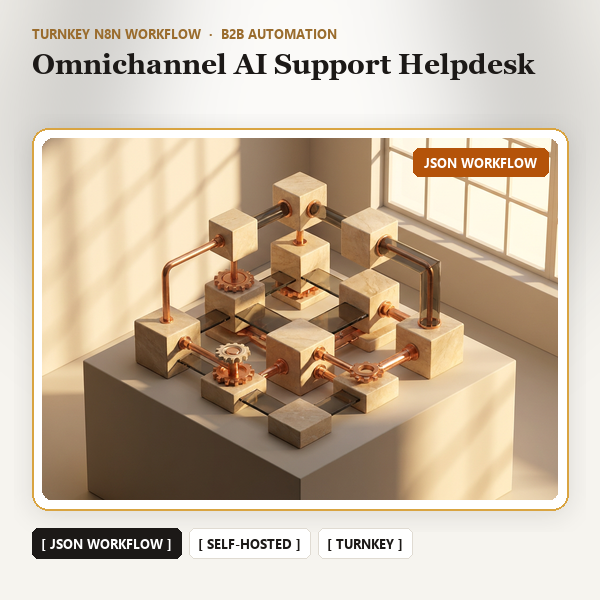 TURNKEY N8N WORKFLOW · B2B AUTOMATION
Omnichannel AI Support Helpdesk
JSON WORKFLOW
[ JSON WORKFLOW ] [ SELF-HOSTED ] [ TURNKEY ]